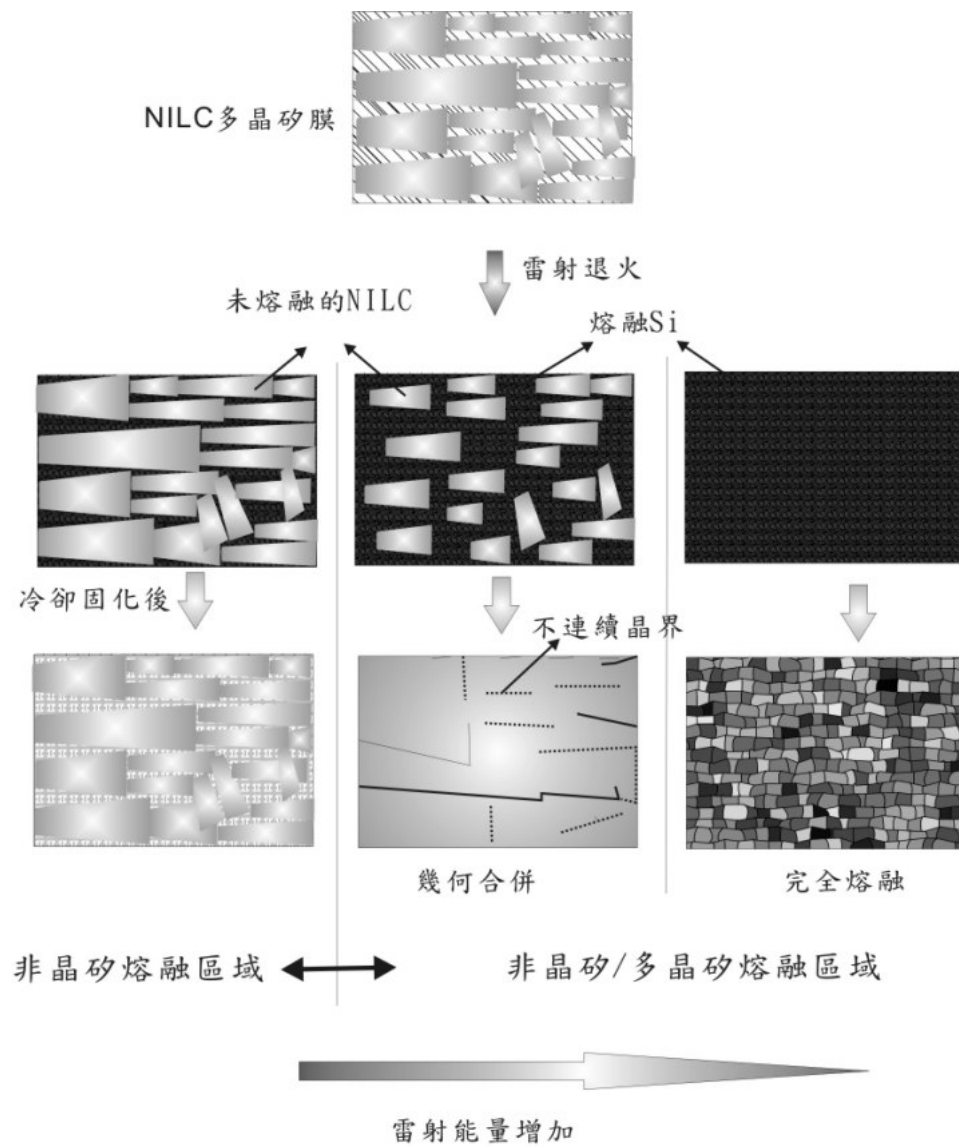 NILC多晶矽膜
雷射退火
未熔融的NILC
熔融Si
冷卻固化後
不連續晶界
幾何合併
完全熔融
非晶矽熔融區域
非晶矽/多晶矽熔融區域
雷射能量增加